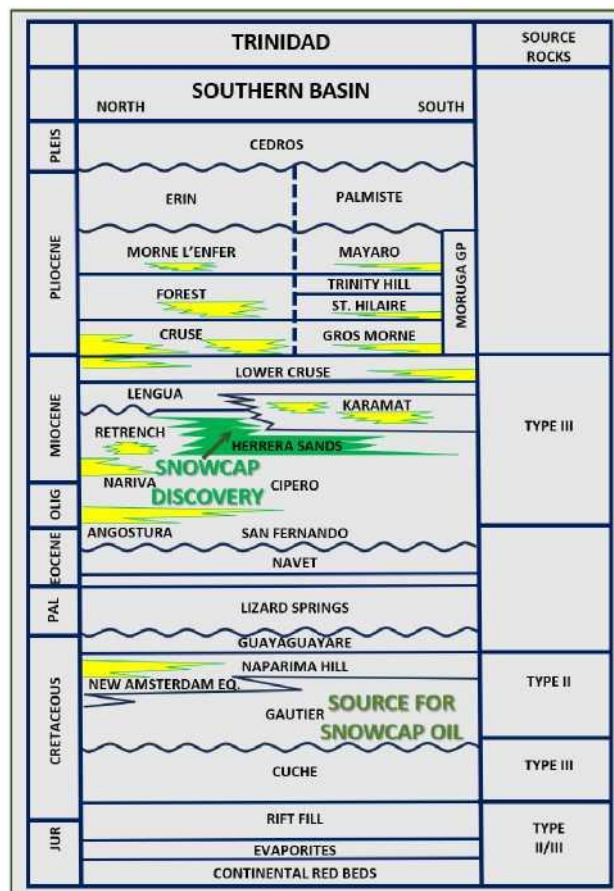 TRINIDAD
SOURCE
ROCKS
SOUTHERN BASIN
NORTH
SOUTH
PLEIS
CEDROS
PLIOCENE
ERIN
PALMISTE
MORNE L'ENFER
MAYARO
MORUGA GP
TRINITY HILL
FOREST
ST. HILAIRE
CRUSE
GROS MORNE
LOWER CRUSE
MIOCENE
LENGUA
KARAMAT
TYPE III
RETRENCH
HERRERA SANDS
SNOWCAP
DISCOVERY
NARIVA
CIPERO
OLIG
ANGOSTURA
SAN FERNANDO
EOCENE
NAVET
PAL
LIZARD SPRINGS
GUAYAGUAYARE
CRETACEOUS
NAPARIMA HILL
TYPE II
NEW AMSTERDAM EQ.
GAUTIER
SOURCE FOR
SNOWCAP OIL
CUCHE
TYPE III
RIFT FILL
JUR
TYPE
II/III
EVAPORITES
CONTINENTAL RED BEDS